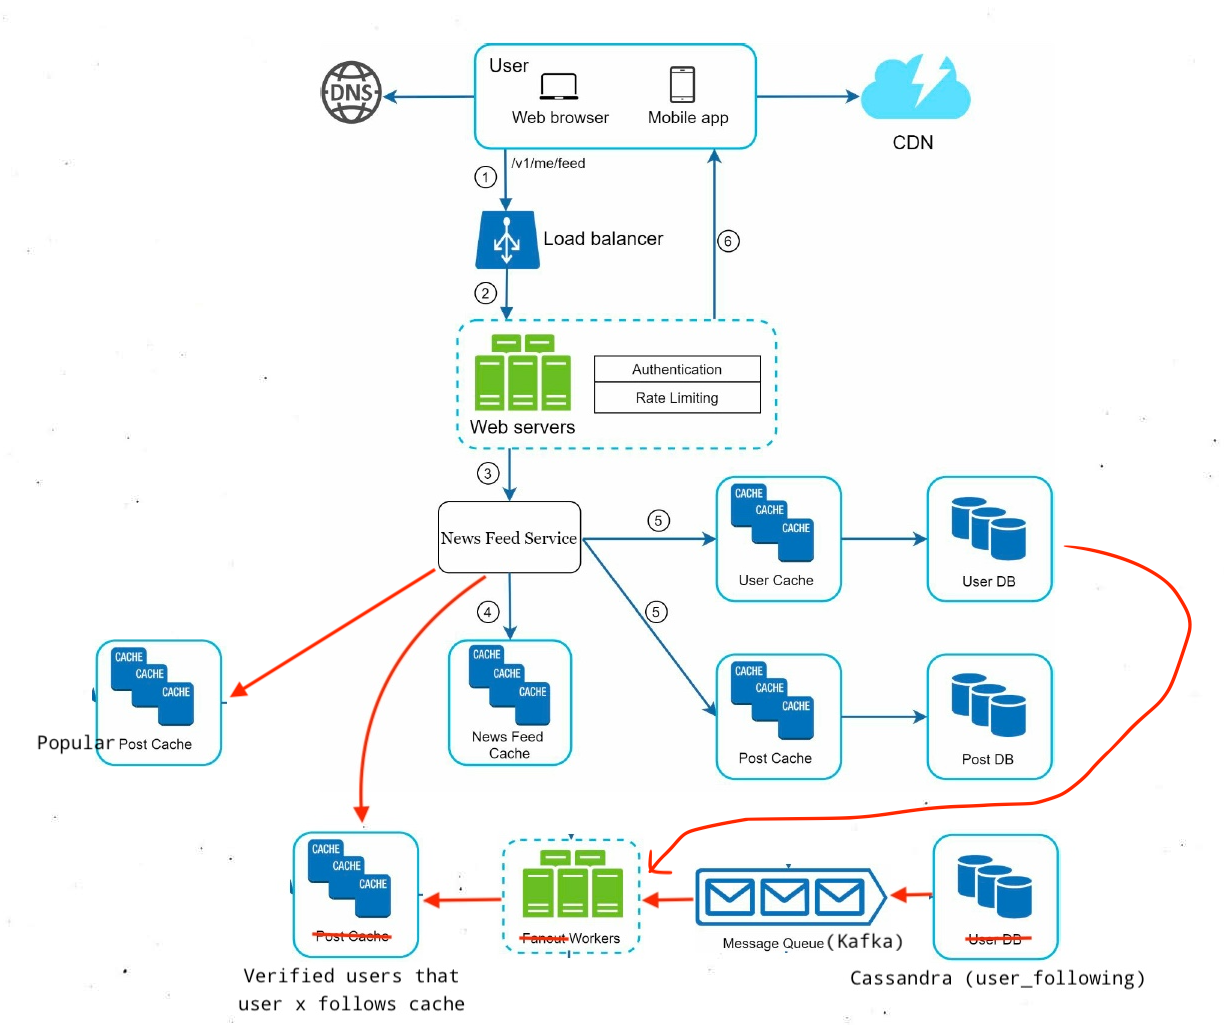 User
DNS
Web browser
Mobile app
CDN
/v1/me/feed
1
Load balancer
6
2
Authentication
Rate Limiting
Web servers
3
News Feed Service
5
CACHE
CACHE
CACHE
User Cache
User DB
4
5
CACHE
CACHE
CACHE
Popular Post Cache
CACHE
CACHE
CACHE
News Feed
Cache
CACHE
CACHE
CACHE
Post Cache
Post DB
CACHE
CACHE
CACHE
Post Cache
Verified users that
user x follows cache
Fanout Workers
Message Queue (Kafka)
User DB
Cassandra (user_following)